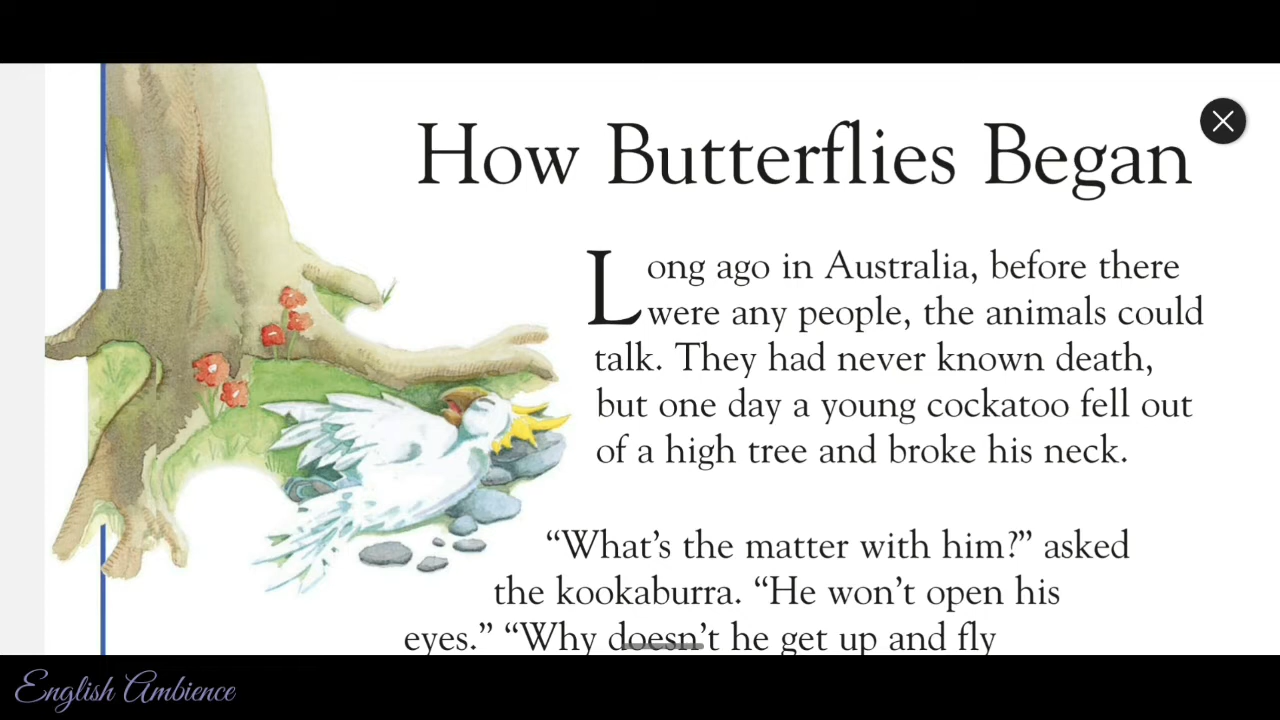 How Butterflies Began
Long ago in Australia, before there
were any people, the animals could
talk. They had never known death,
but one day a young cockatoo fell out
of a high tree and broke his neck.
“What’s the matter with him?” asked
the kookaburra. “He won’t open his
eyes.” “Why doesn’t he get up and fly
English Ambience